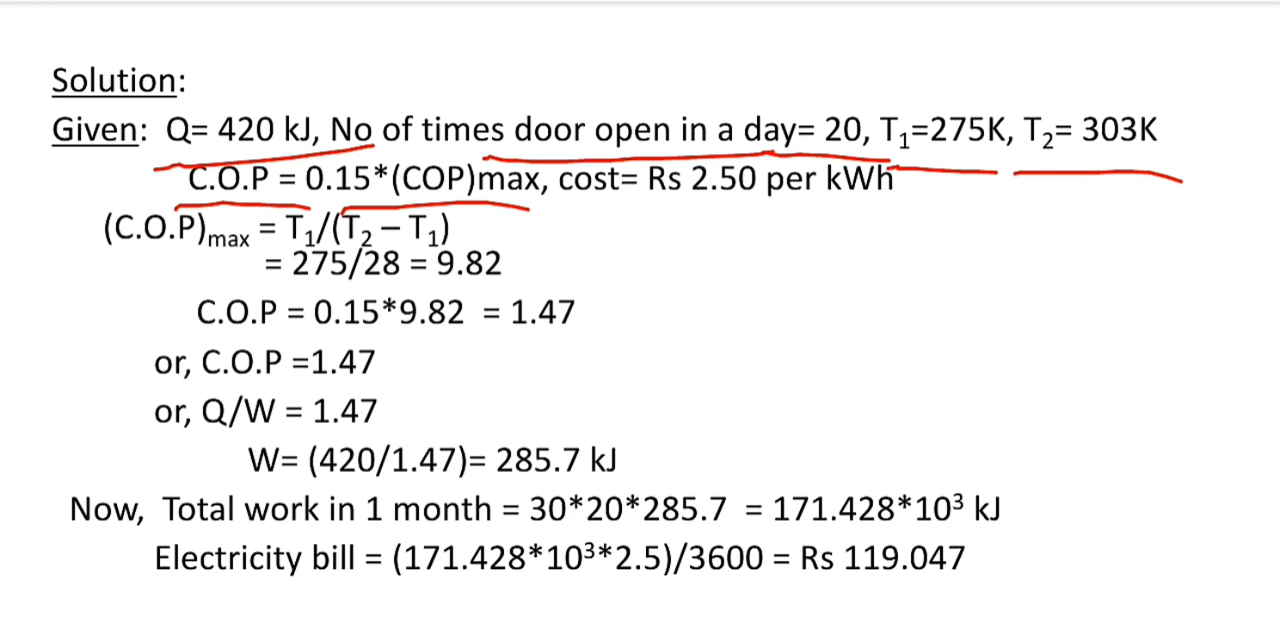 Solution:
Given: Q= 420 kJ, No of times door open in a day= 20, T₁=275K, T₂= 303K
C.O.P = 0.15*(COP)max, cost= Rs 2.50 per kWh
(C.O.P)max = T₁/(T₂ – T₁)
= 275/28 = 9.82
C.O.P = 0.15*9.82 = 1.47
or, C.O.P =1.47
or, Q/W = 1.47
W= (420/1.47)= 285.7 kJ
Now, Total work in 1 month = 30*20*285.7 = 171.428*10³ kJ
Electricity bill = (171.428*10³*2.5)/3600 = Rs 119.047